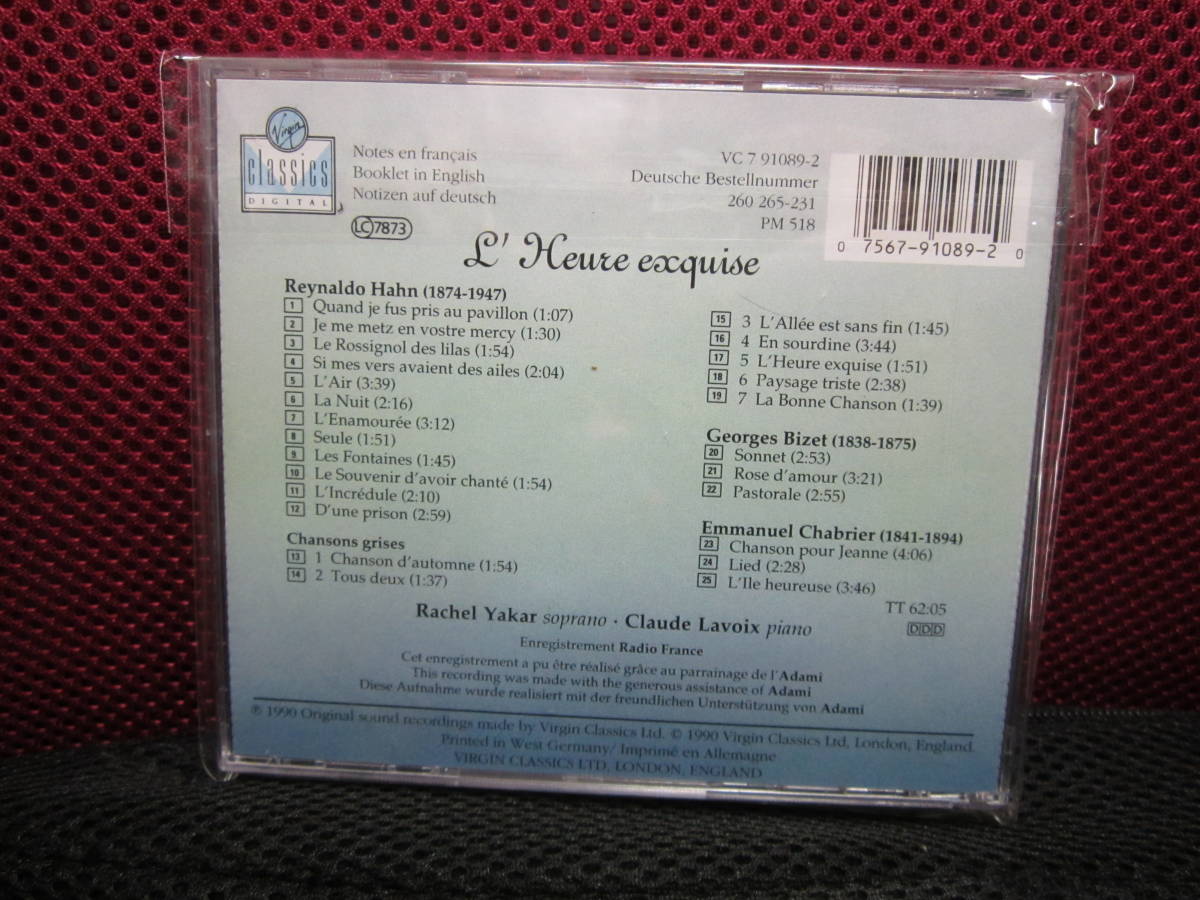 Virgin
classics
DIGITAL
Notes en français
Booklet in English
Notizen auf deutsch
LC 7873
VC 7 91089-2
Deutsche Bestellnummer
260 265-231
PM 518
0 7567-91089-2 0
L' Heure exquise
Reynaldo Hahn (1874-1947)
1 Quand je fus pris au pavillon (1:07)
2 Je me metz en vostre mercy (1:30)
3 Le Rossignol des lilas (1:54)
4 Si mes vers avaient des ailes (2:04)
5 L'Air (3:39)
6 La Nuit (2:16)
7 L'Enamourée (3:12)
8 Seule (1:51)
9 Les Fontaines (1:45)
10 Le Souvenir d'avoir chanté (1:54)
11 L'Incrédule (2:10)
12 D'une prison (2:59)
Chansons grises
13 1 Chanson d'automne (1:54)
14 2 Tous deux (1:37)
15 3 L'Allée est sans fin (1:45)
16 4 En sourdine (3:44)
17 5 L'Heure exquise (1:51)
18 6 Paysage triste (2:38)
19 7 La Bonne Chanson (1:39)
Georges Bizet (1838-1875)
20 Sonnet (2:53)
21 Rose d'amour (3:21)
22 Pastorale (2:55)
Emmanuel Chabrier (1841-1894)
23 Chanson pour Jeanne (4:06)
24 Lied (2:28)
25 L'Ile heureuse (3:46)
TT 62:05
DDD
Rachel Yakar soprano · Claude Lavoix piano
Enregistrement Radio France
Cet enregistrement a pu être réalisé grâce au parrainage de l'Adami
This recording was made with the generous assistance of Adami
Diese Aufnahme wurde realisiert mit der freundlichen Unterstützung von Adami
℗ 1990 Original sound recordings made by Virgin Classics Ltd. © 1990 Virgin Classics Ltd, London, England.
Printed in West Germany/ Imprimé en Allemagne
VIRGIN CLASSICS LTD, LONDON, ENGLAND